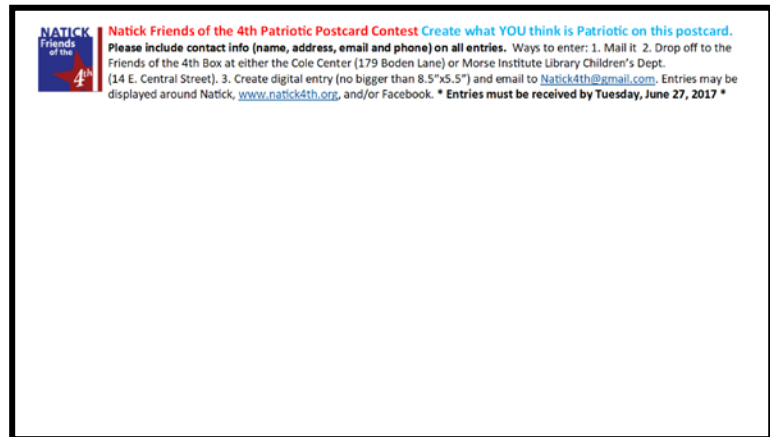 NATICK
Friends
of the
4th
Natick Friends of the 4th Patriotic Postcard Contest Create what YOU think is Patriotic on this postcard.
Please include contact info (name, address, email and phone) on all entries. Ways to enter: 1. Mail it 2. Drop off to the
Friends of the 4th Box at either the Cole Center (179 Boden Lane) or Morse Institute Library Children's Dept.
(14 E. Central Street). 3. Create digital entry (no bigger than 8.5"x5.5") and email to Natick4th@gmail.com. Entries may be
displayed around Natick, www.natick4th.org, and/or Facebook. * Entries must be received by Tuesday, June 27, 2017 *